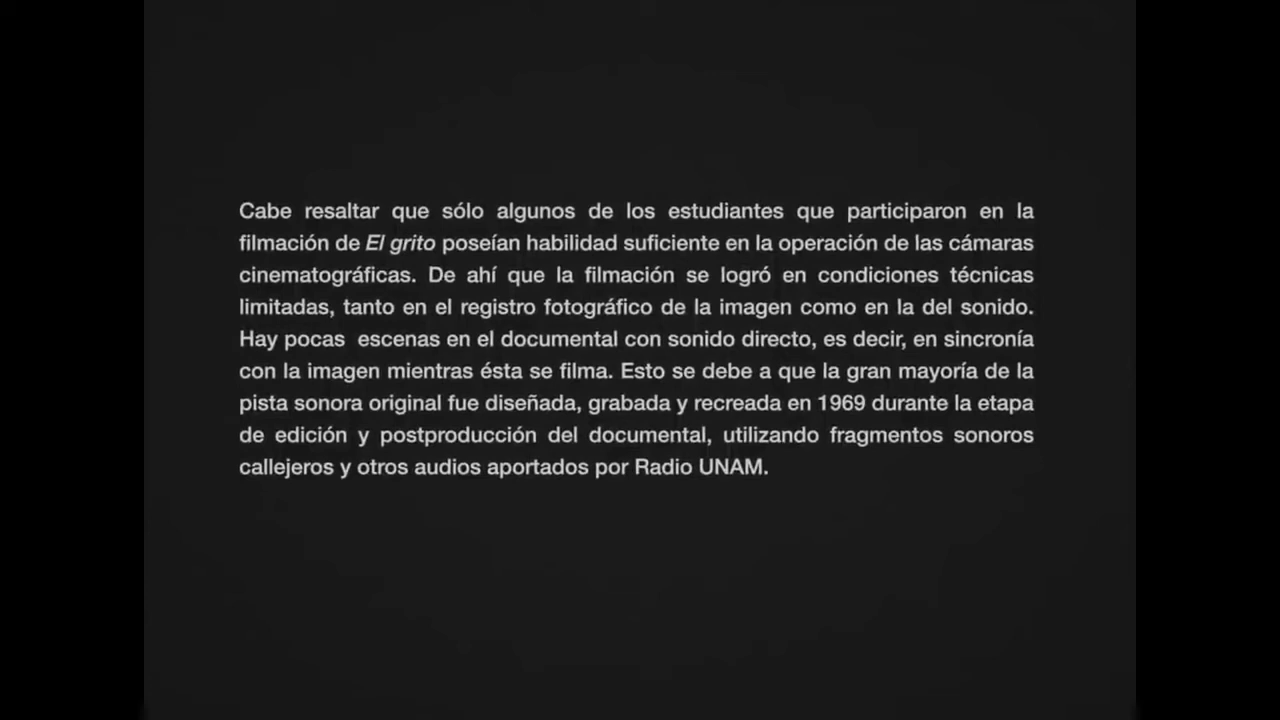 Cabe resaltar que sólo algunos de los estudiantes que participaron en la
filmación de El grito poseían habilidad suficiente en la operación de las cámaras
cinematográficas. De ahí que la filmación se logró en condiciones técnicas
limitadas, tanto en el registro fotográfico de la imagen como en la del sonido.
Hay pocas  escenas en el documental con sonido directo, es decir, en sincronía
con la imagen mientras ésta se filma. Esto se debe a que la gran mayoría de la
pista sonora original fue diseñada, grabada y recreada en 1969 durante la etapa
de edición y postproducción del documental, utilizando fragmentos sonoros
callejeros y otros audios aportados por Radio UNAM.